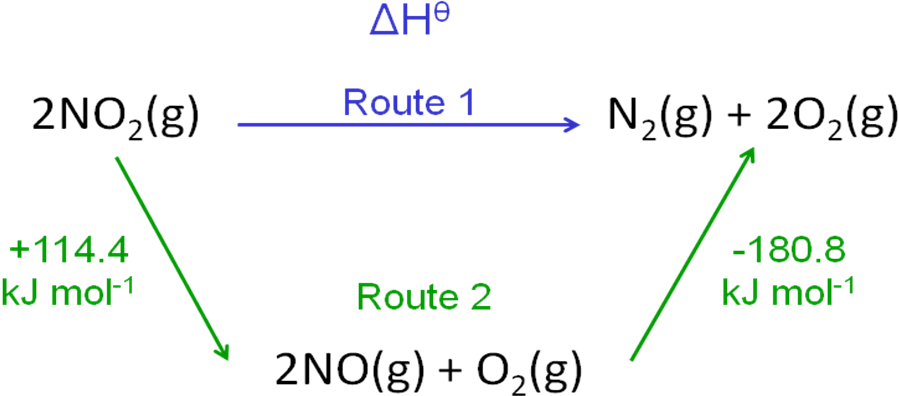 ΔHᶿ
2NO₂(g)
Route 1
N₂(g) + 2O₂(g)
+114.4
kJ mol⁻¹
Route 2
-180.8
kJ mol⁻¹
2NO(g) + O₂(g)